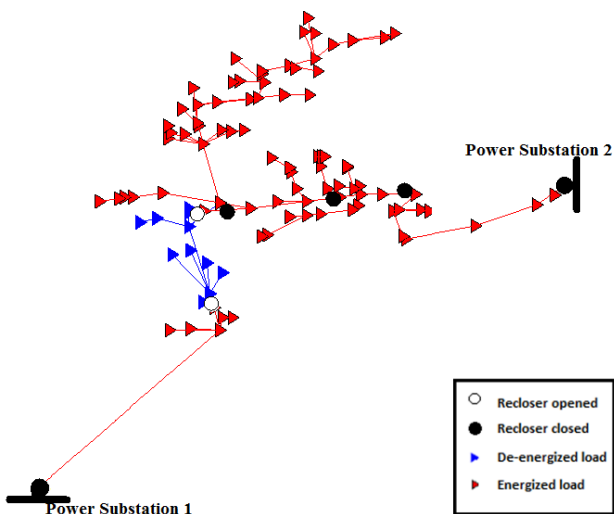 Power Substation 2
Recloser opened
Recloser closed
De-energized load
Energized load
Power Substation 1